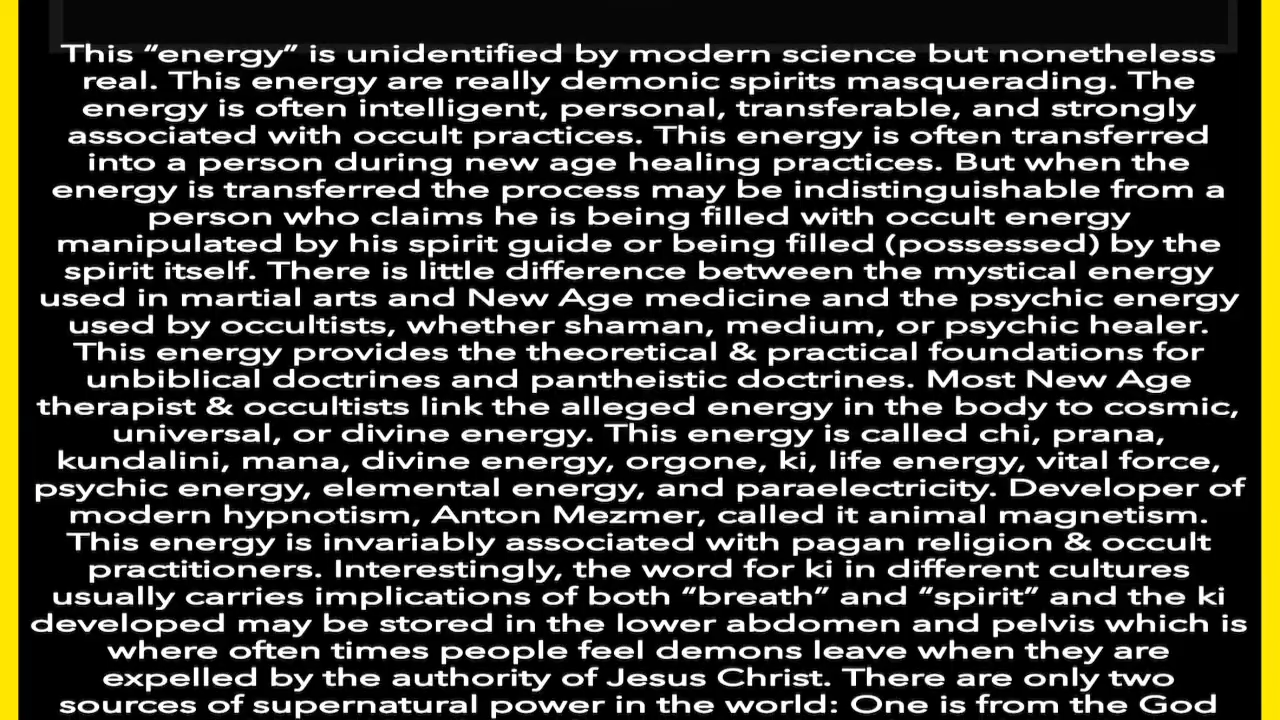 This “energy” is unidentified by modern science but nonetheless
real. This energy are really demonic spirits masquerading. The
energy is often intelligent, personal, transferable, and strongly
associated with occult practices. This energy is often transferred
into a person during new age healing practices. But when the
energy is transferred the process may be indistinguishable from a
person who claims he is being filled with occult energy
manipulated by his spirit guide or being filled (possessed) by the
spirit itself. There is little difference between the mystical energy
used in martial arts and New Age medicine and the psychic energy
used by occultists, whether shaman, medium, or psychic healer.
This energy provides the theoretical & practical foundations for
unbiblical doctrines and pantheistic doctrines. Most New Age
therapist & occultists link the alleged energy in the body to cosmic,
universal, or divine energy. This energy is called chi, prana,
kundalini, mana, divine energy, orgone, ki, life energy, vital force,
psychic energy, elemental energy, and paraelectricity. Developer of
modern hypnotism, Anton Mezmer, called it animal magnetism.
This energy is invariably associated with pagan religion & occult
practitioners. Interestingly, the word for ki in different cultures
usually carries implications of both “breath” and “spirit” and the ki
developed may be stored in the lower abdomen and pelvis which is
where often times people feel demons leave when they are
expelled by the authority of Jesus Christ. There are only two
sources of supernatural power in the world: One is from the God